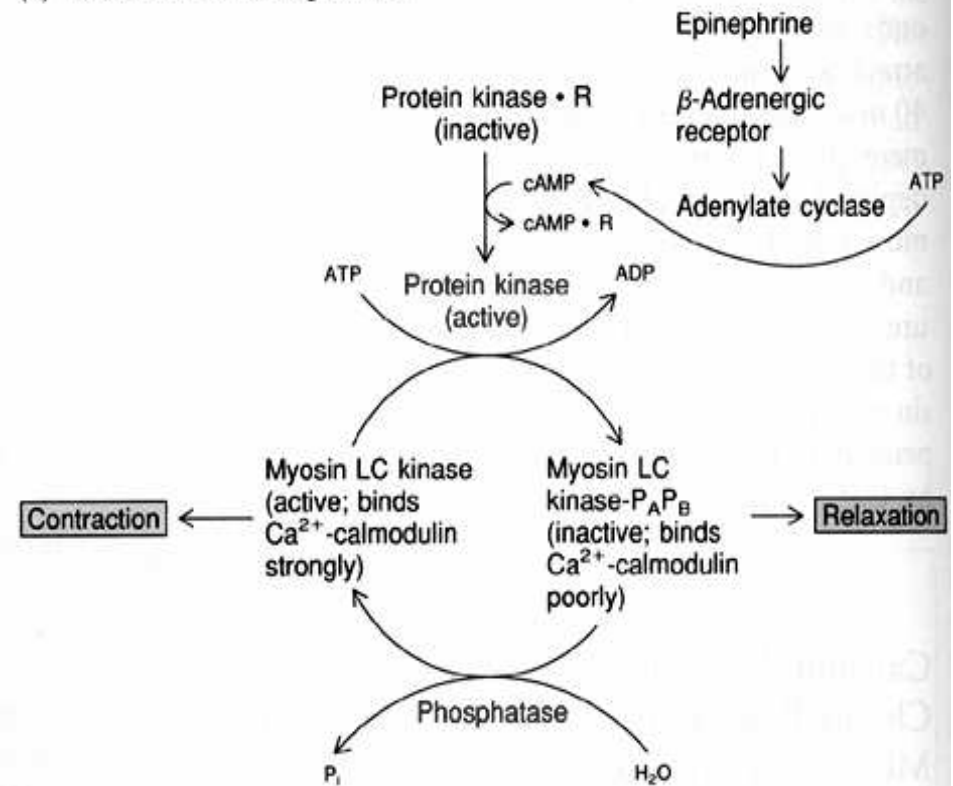 Epinephrine
Protein kinase • R
(inactive)
β-Adrenergic
receptor
cAMP
ATP
Adenylate cyclase
cAMP • R
ATP
Protein kinase
(active)
ADP
Myosin LC kinase
(active; binds
Ca²⁺-calmodulin
strongly)
Myosin LC
kinase-P_AP_B
(inactive; binds
Ca²⁺-calmodulin
poorly)
Contraction
Relaxation
Phosphatase
Pᵢ
H₂O